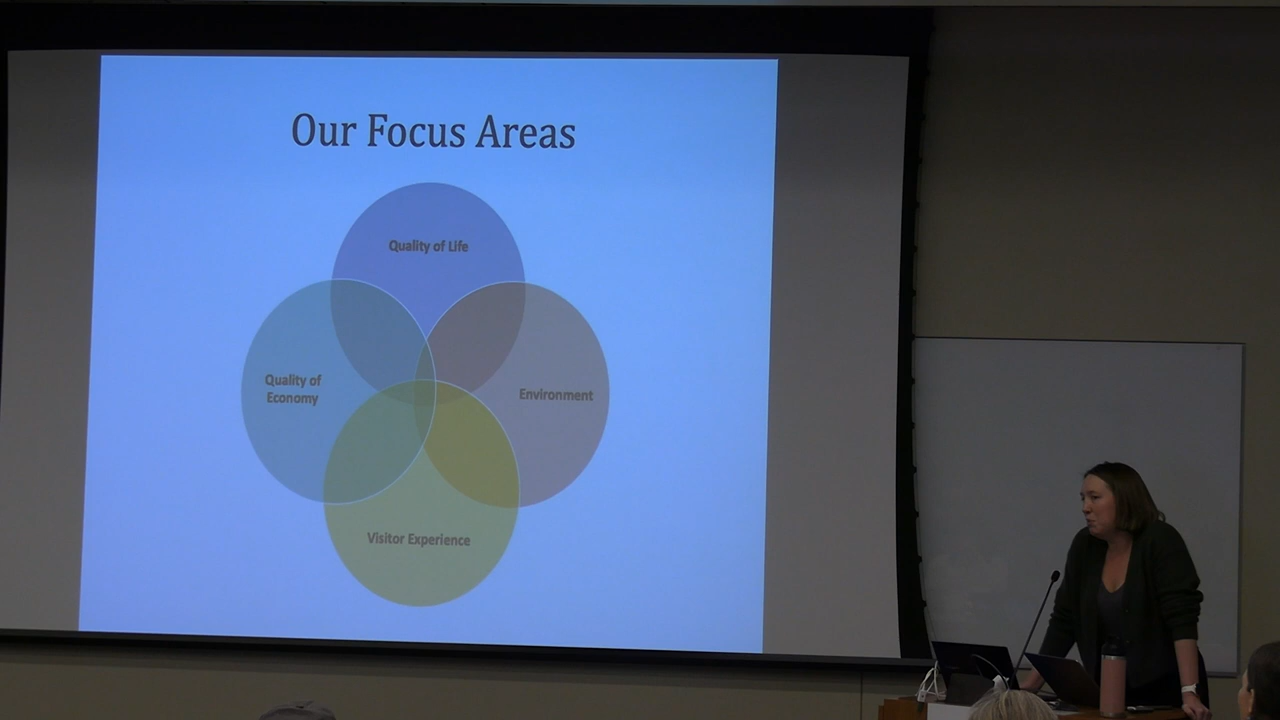 Our Focus Areas
Quality of Life
Quality of
Economy
Environment
Visitor Experience